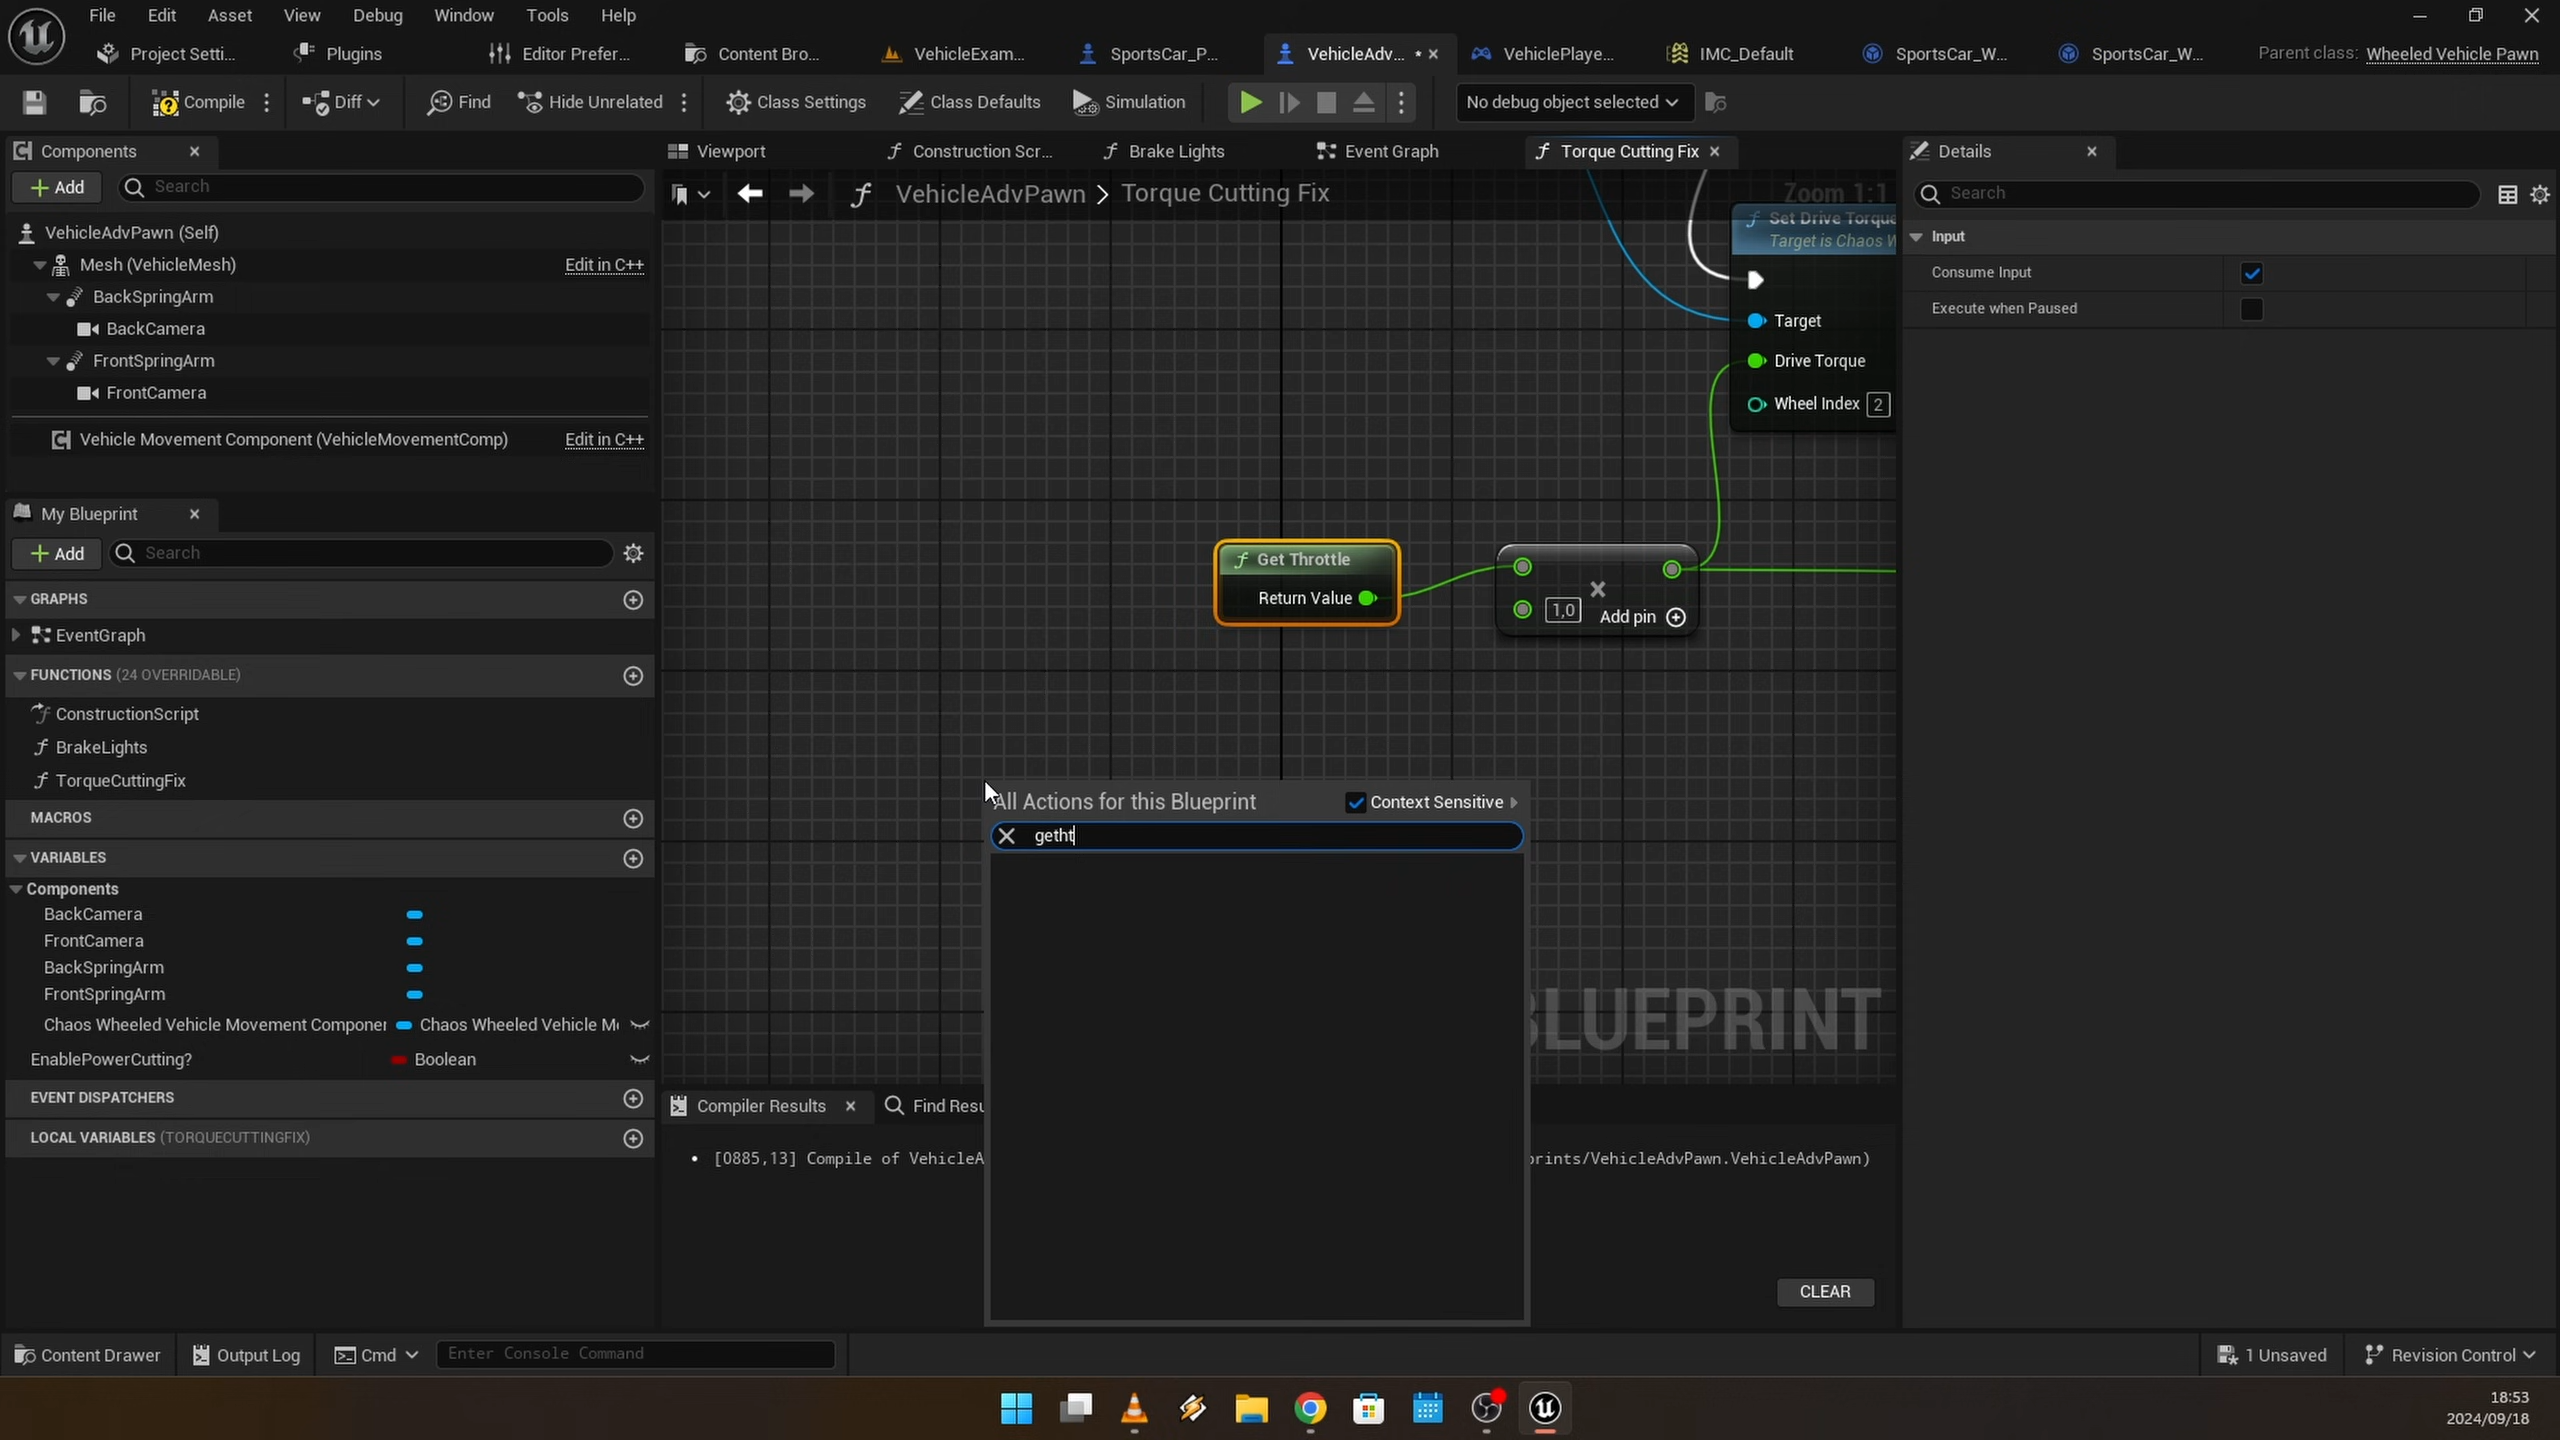 File Edit Asset View Debug Window Tools Help
Project Setti... Plugins Editor Prefer... Content Bro... VehicleExam... SportsCar_P... VehicleAdv... • VehiclePlaye... IMC_Default SportsCar_W... SportsCar_W... Parent class: Wheeled Vehicle Pawn
Compile Diff Find Hide Unrelated Class Settings Class Defaults Simulation No debug object selected
Components
Add Search
VehicleAdvPawn (Self)
Mesh (VehicleMesh) Edit in C++
BackSpringArm
BackCamera
FrontSpringArm
FrontCamera
Vehicle Movement Component (VehicleMovementComp) Edit in C++
My Blueprint
Add Search
GRAPHS
EventGraph
FUNCTIONS (24 OVERRIDABLE)
ConstructionScript
BrakeLights
TorqueCuttingFix
MACROS
VARIABLES
Components
BackCamera
FrontCamera
BackSpringArm
FrontSpringArm
Chaos Wheeled Vehicle Movement Componer Chaos Wheeled Vehicle M
EnablePowerCutting? Boolean
EVENT DISPATCHERS
LOCAL VARIABLES (TORQUECUTTINGFIX)
Viewport Construction Scr... Brake Lights Event Graph Torque Cutting Fix
VehicleAdvPawn > Torque Cutting Fix Zoom 1:1
Set Drive Torque
Target is Chaos W
Target
Drive Torque
Wheel Index 2
Get Throttle
Return Value
1,0 Add pin
All Actions for this Blueprint Context Sensitive
getht
BLUEPRINT
Compiler Results Find Resu
[0885,13] Compile of VehicleA rints/VehicleAdvPawn.VehicleAdvPawn)
CLEAR
Details
Search
Input
Consume Input
Execute when Paused
Content Drawer Output Log Cmd Enter Console Command 1 Unsaved Revision Control
18:53
2024/09/18